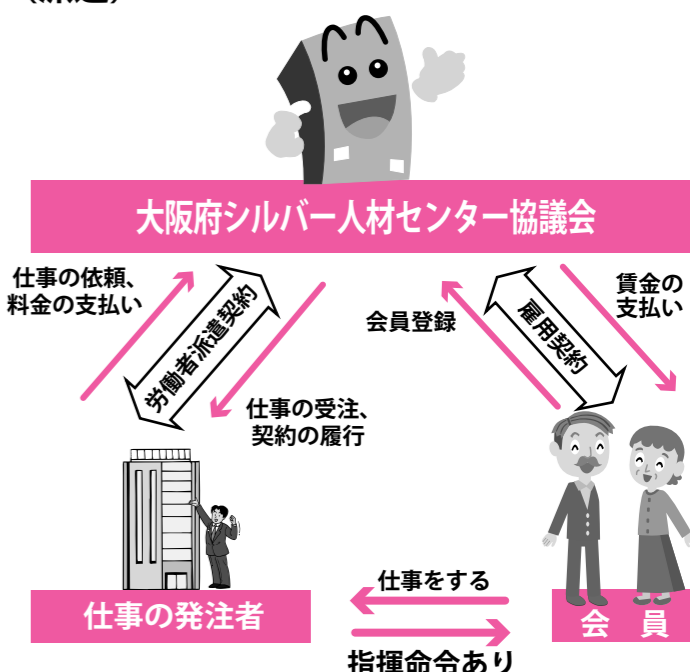 大阪府シルバー人材センター協議会
仕事の依頼、
料金の支払い
労働者派遣契約
仕事の受注、
契約の履行
会員登録
雇用契約
賃金の
支払い
仕事の発注者
仕事をする
指揮命令あり
会 員